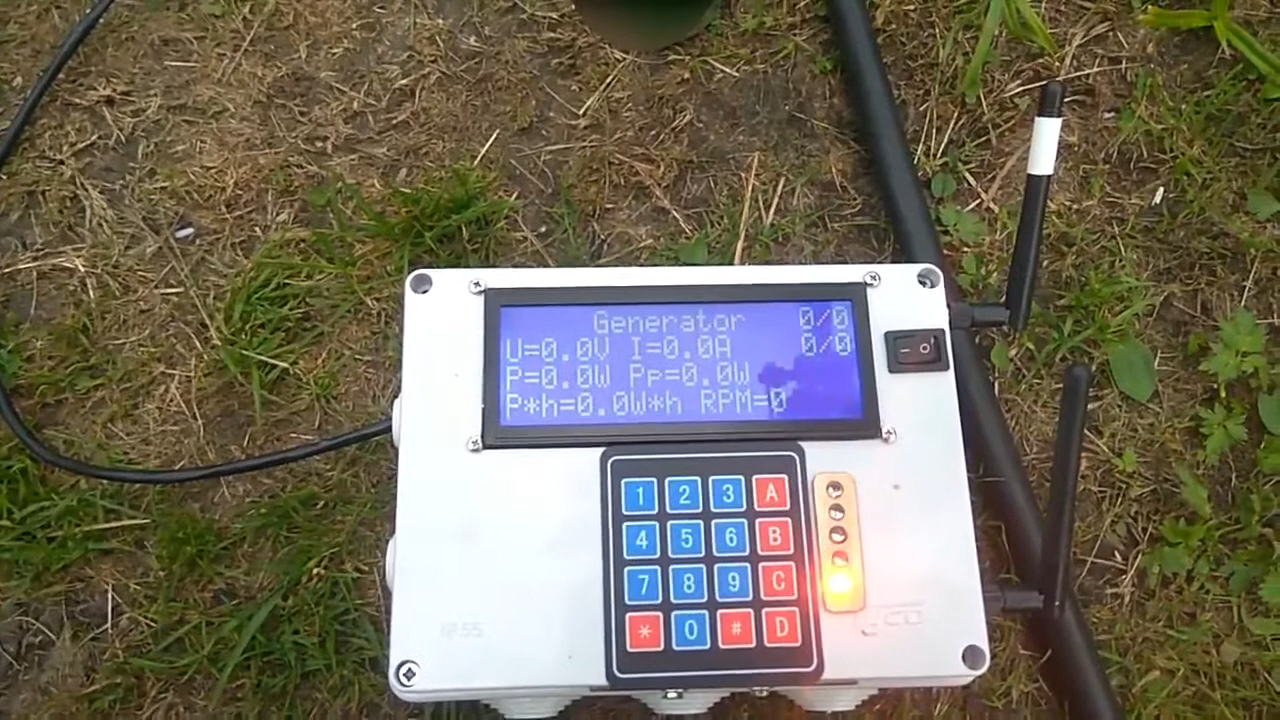 Generator 0/0
U=0.0V I=0.0A 0/0
P=0.0W Pp=0.0W
P*h=0.0W*h RPM=0
1 2 3 A
4 5 6 B
7 8 9 C
* 0 # D
IP55